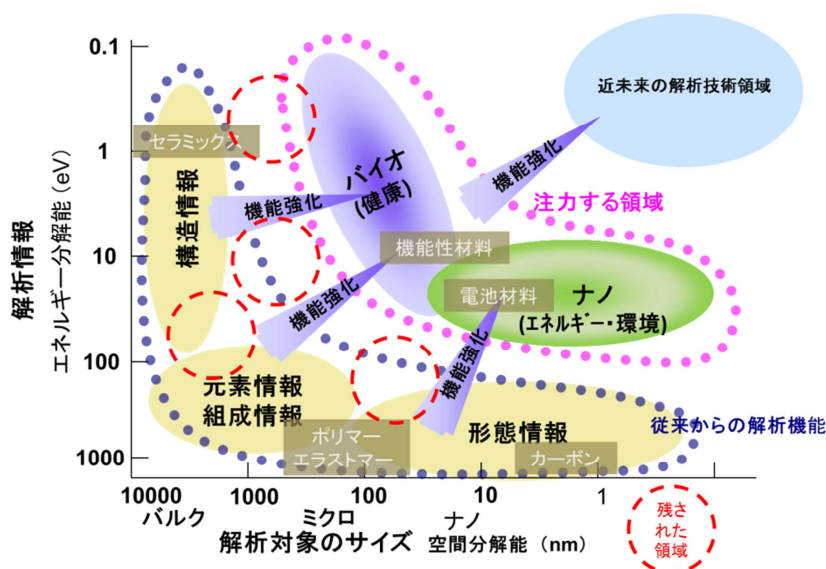 0.1
1
10
100
1000
解析情報
エネルギー分解能（eV）
近未来の解析技術領域
機能強化
注力する領域
セラミックス
構造情報
機能強化
バイオ
(健康)
機能性材料
電池材料
ナノ
(エネルギー・環境)
機能強化
機能強化
元素情報
組成情報
ポリマー
エラストマー
形態情報
カーボン
従来からの解析機能
10000
1000
100
10
1
バルク
ミクロ
ナノ
解析対象のサイズ 空間分解能（nm）
残さ
れた
領域